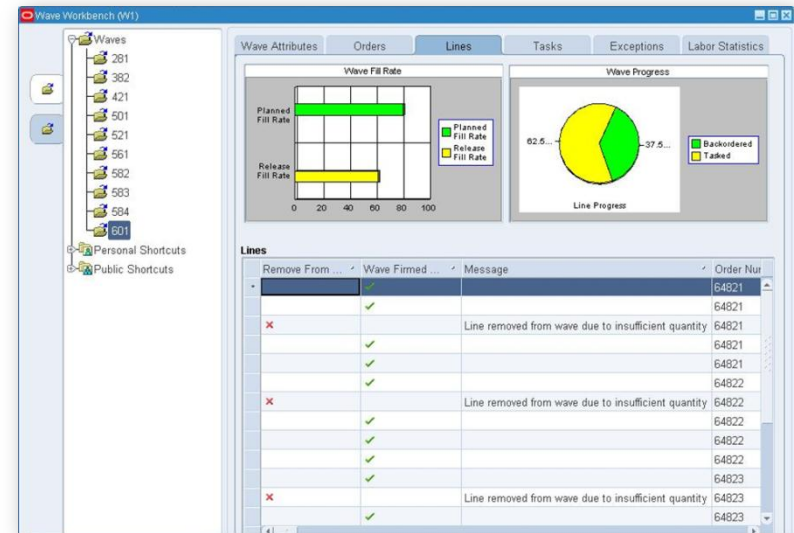 Wave Workbench (W1)
Waves
281
382
421
501
521
561
582
583
584
601
Personal Shortcuts
Public Shortcuts
Wave Attributes
Orders
Lines
Tasks
Exceptions
Labor Statistics
Wave Fill Rate
Planned
Fill Rate
Release
Fill Rate
0 20 40 60 80 100
Planned
Fill Rate
Release
Fill Rate
Wave Progress
62.5...
37.5...
Line Progress
Backordered
Tasked
Lines
Remove From ... Wave Firmed ... Message Order Nur
64821
64821
Line removed from wave due to insufficient quantity 64821
64821
64821
64822
Line removed from wave due to insufficient quantity 64822
64822
64822
64822
64823
Line removed from wave due to insufficient quantity 64823
64823